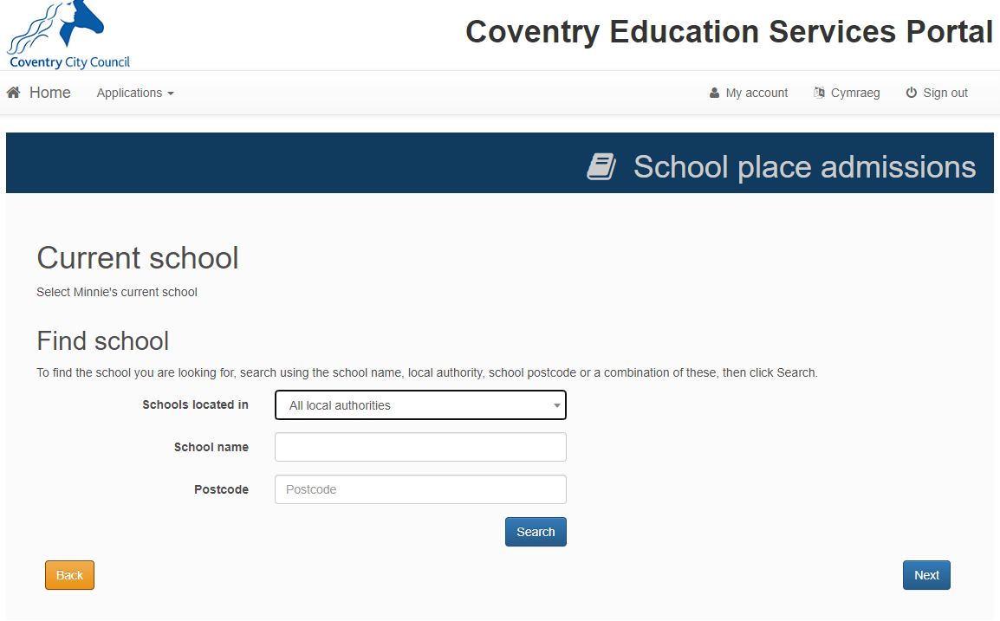 Coventry City Council
Coventry Education Services Portal
Home Applications My account Cymraeg Sign out
School place admissions
Current school
Select Minnie's current school
Find school
To find the school you are looking for, search using the school name, local authority, school postcode or a combination of these, then click Search.
Schools located in All local authorities
School name
Postcode Postcode
Search
Back Next